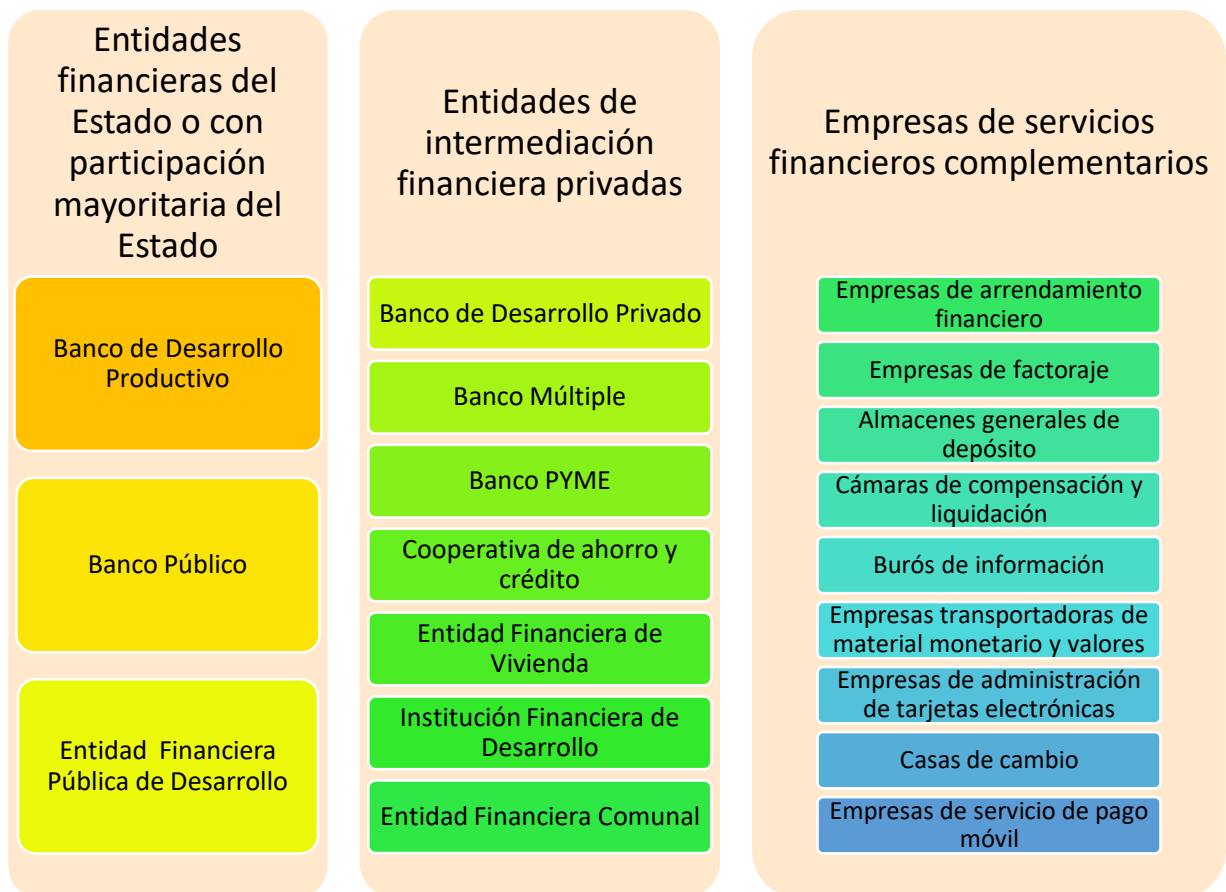 Entidades
financieras del
Estado o con
participación
mayoritaria del
Estado
Banco de Desarrollo
Productivo
Banco Público
Entidad Financiera
Pública de Desarrollo
Entidades de
intermediación
financiera privadas
Banco de Desarrollo Privado
Banco Múltiple
Banco PYME
Cooperativa de ahorro y
crédito
Entidad Financiera de
Vivienda
Institución Financiera de
Desarrollo
Entidad Financiera Comunal
Empresas de servicios
financieros complementarios
Empresas de arrendamiento
financiero
Empresas de factoraje
Almacenes generales de
depósito
Cámaras de compensación y
liquidación
Burós de información
Empresas transportadoras de
material monetario y valores
Empresas de administración
de tarjetas electrónicas
Casas de cambio
Empresas de servicio de pago
móvil